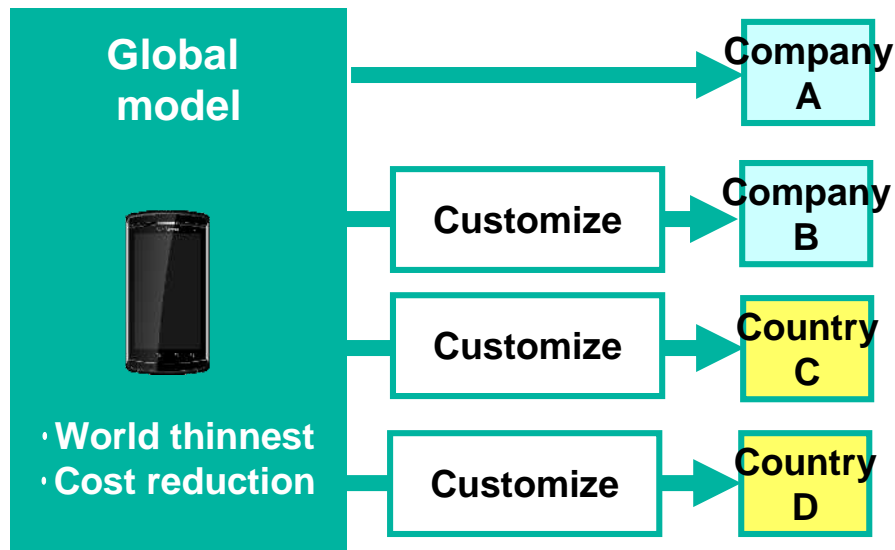 Global
model
・World thinnest
・Cost reduction
Company
A
Customize
Company
B
Customize
Country
C
Customize
Country
D